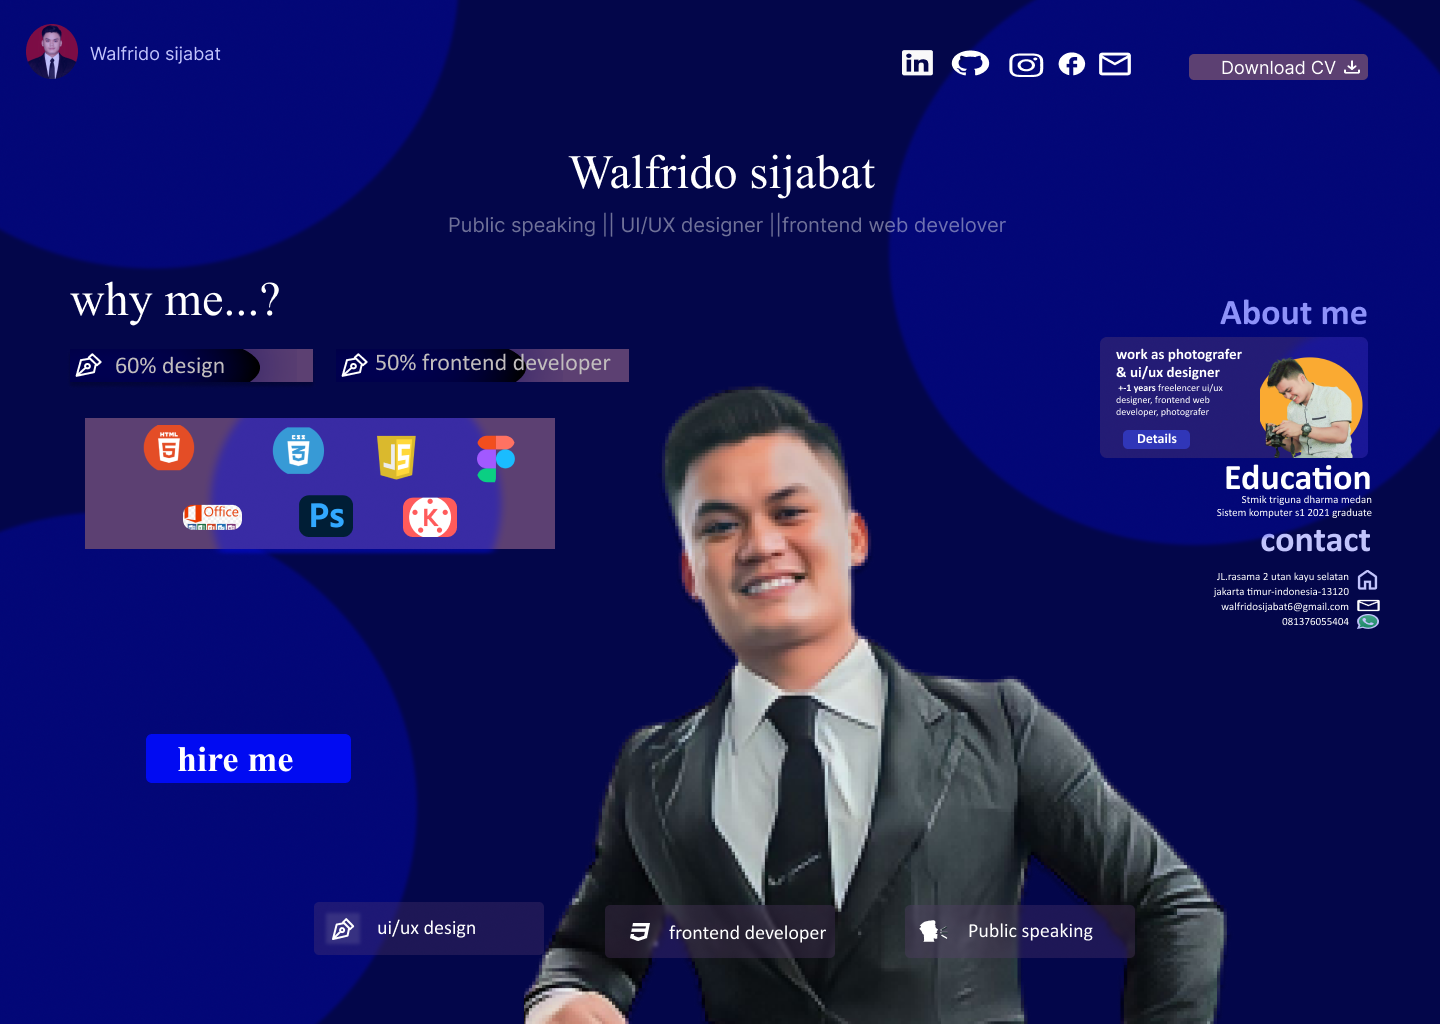 Walfrido sijabat
in
Download CV
Walfrido sijabat
Public speaking || UI/UX designer ||frontend web develover
why me...?
60% design
50% frontend developer
HTML
5
CSS
3
JS
Office
Ps
K
About me
work as photografer
& ui/ux designer
+-1 years freelencer ui/ux
designer, frontend web
developer, photografer
Details
Education
Stmik triguna dharma medan
Sistem komputer s1 2021 graduate
contact
JL.rasama 2 utan kayu selatan
jakarta timur-indonesia-13120
walfridosijabat6@gmail.com
081376055404
hire me
ui/ux design
frontend developer
Public speaking